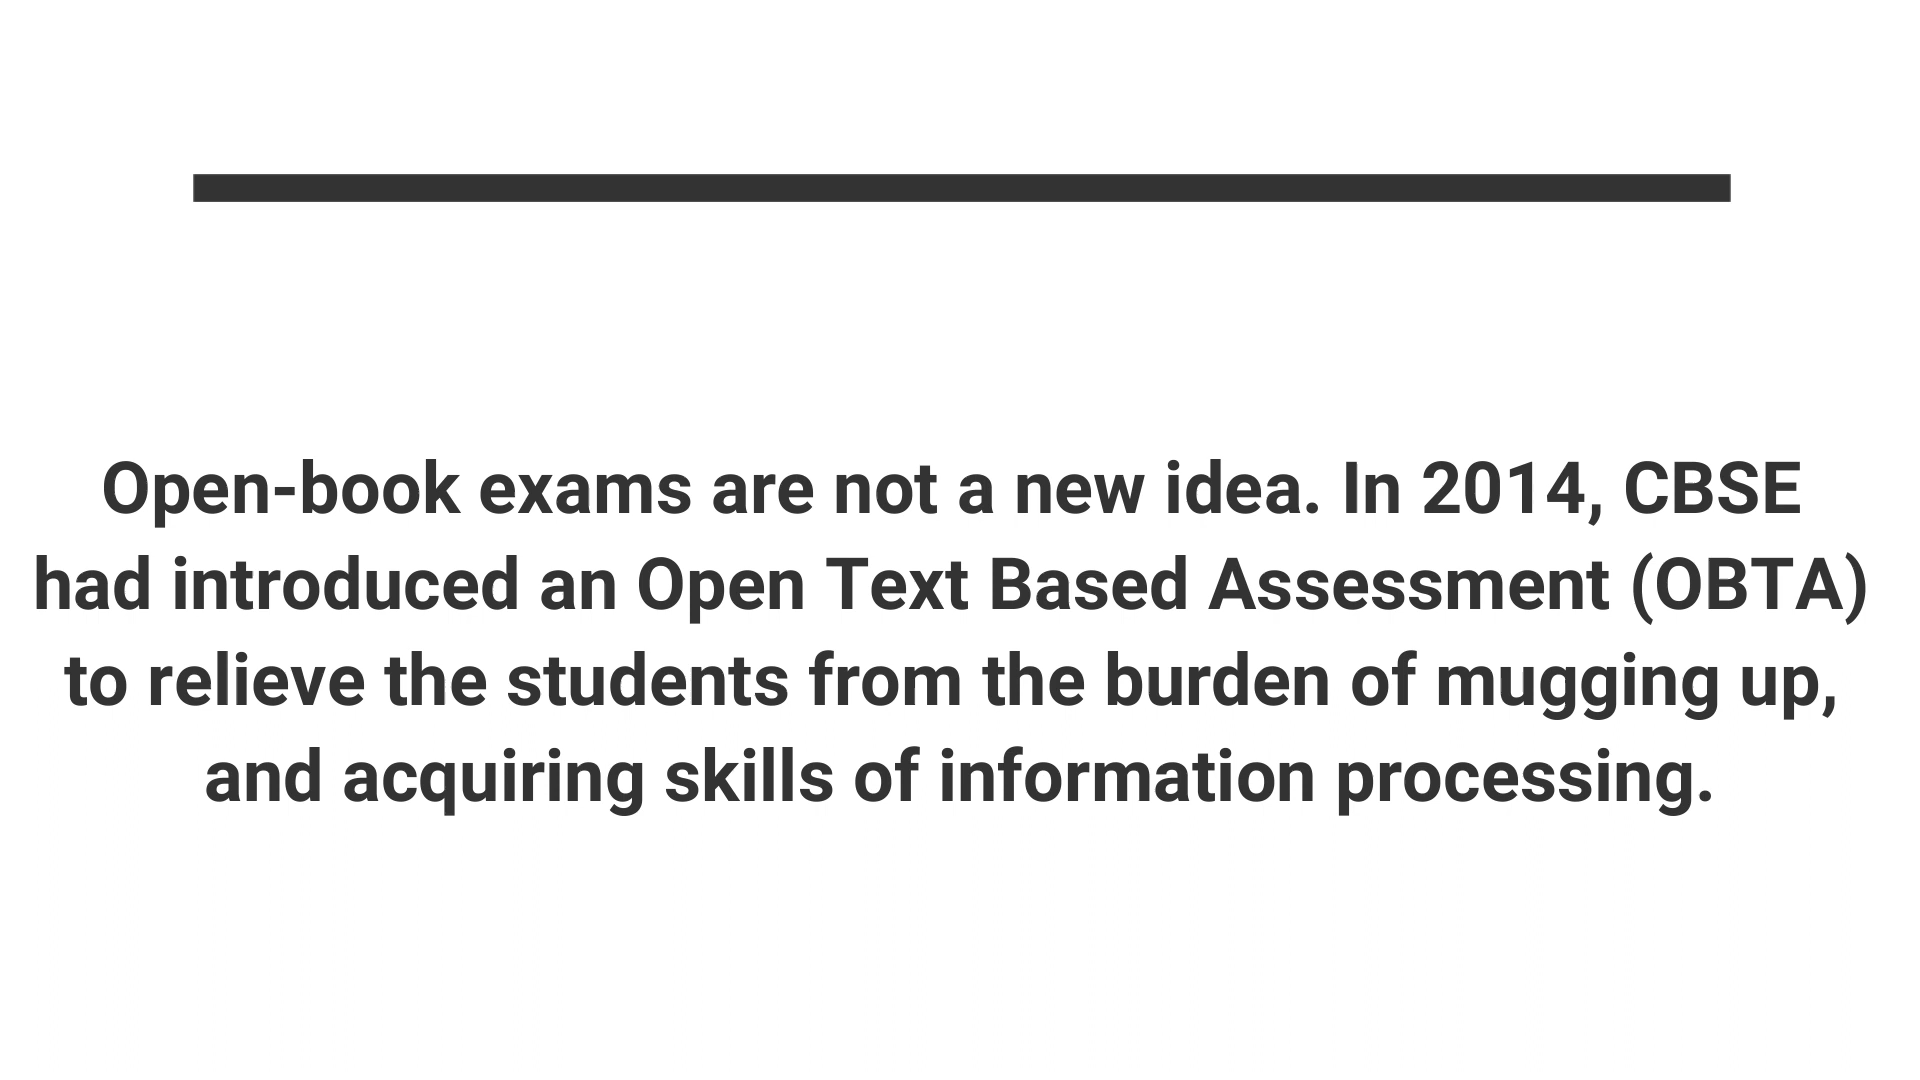 Open-book exams are not a new idea. In 2014, CBSE
had introduced an Open Text Based Assessment (OBTA)
to relieve the students from the burden of mugging up,
and acquiring skills of information processing.